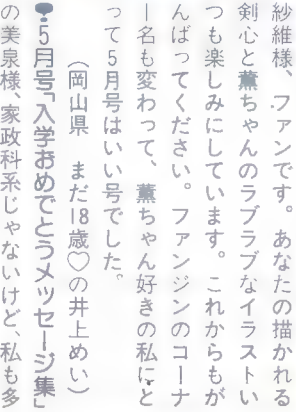 紗維様、ファンです。あなたの描かれる
剣心と薫ちゃんのラブラブなイラストい
つも楽しみにしています。これからもが
んばってください。ファンジンのコーナ
ー名も変わって、薫ちゃん好きの私にと
って5月号はいい号でした。
（岡山県　まだ18歳♡の井上めい）
●5月号「入学おめでとうメッセージ集」
の美泉様、家政科系じゃないけど、私も多